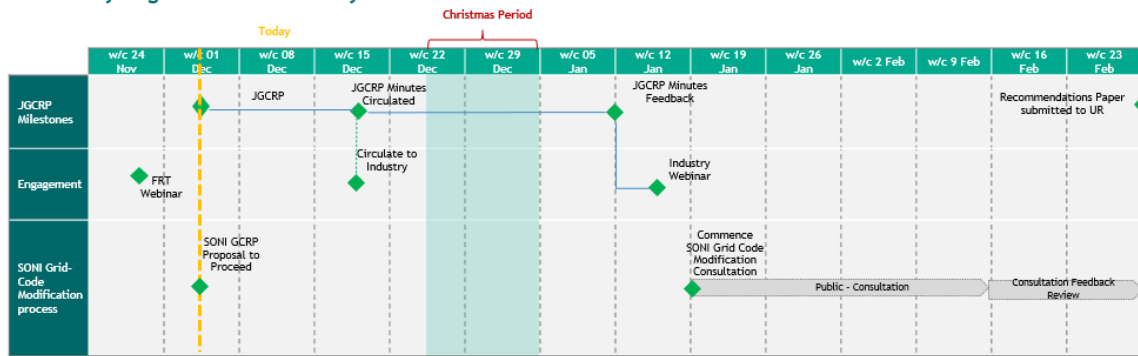 Christmas Period
Today
w/c 24
Nov
w/c 01
Dec
w/c 08
Dec
w/c 15
Dec
w/c 22
Dec
w/c 29
Dec
w/c 05
Jan
w/c 12
Jan
w/c 19
Jan
w/c 26
Jan
w/c 2 Feb
w/c 9 Feb
w/c 16
Feb
w/c 23
Feb
JGCRP
Milestones
JGCRP
JGCRP Minutes
Circulated
JGCRP Minutes
Feedback
Recommendations Paper
submitted to UR
Engagement
FRT
Webinar
Circulate to
Industry
Industry
Webinar
SONI Grid-
Code
Modification
process
SONI GCRP
Proposal to
Proceed
Commence
SONI Grid Code
Modification
Consultation
Public - Consultation
Consultation Feedback
Review